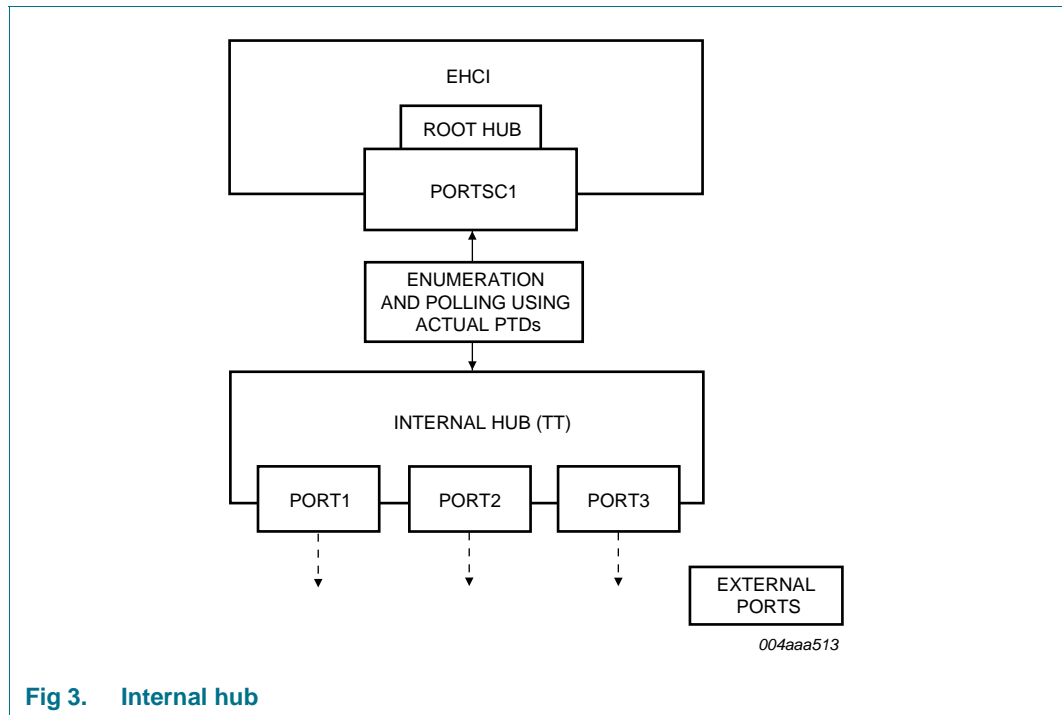 EHCI
ROOT HUB
PORTSC1
ENUMERATION
AND POLLING USING
ACTUAL PTDs
INTERNAL HUB (TT)
PORT1
PORT2
PORT3
EXTERNAL
PORTS
004aaa513
Fig 3. Internal hub